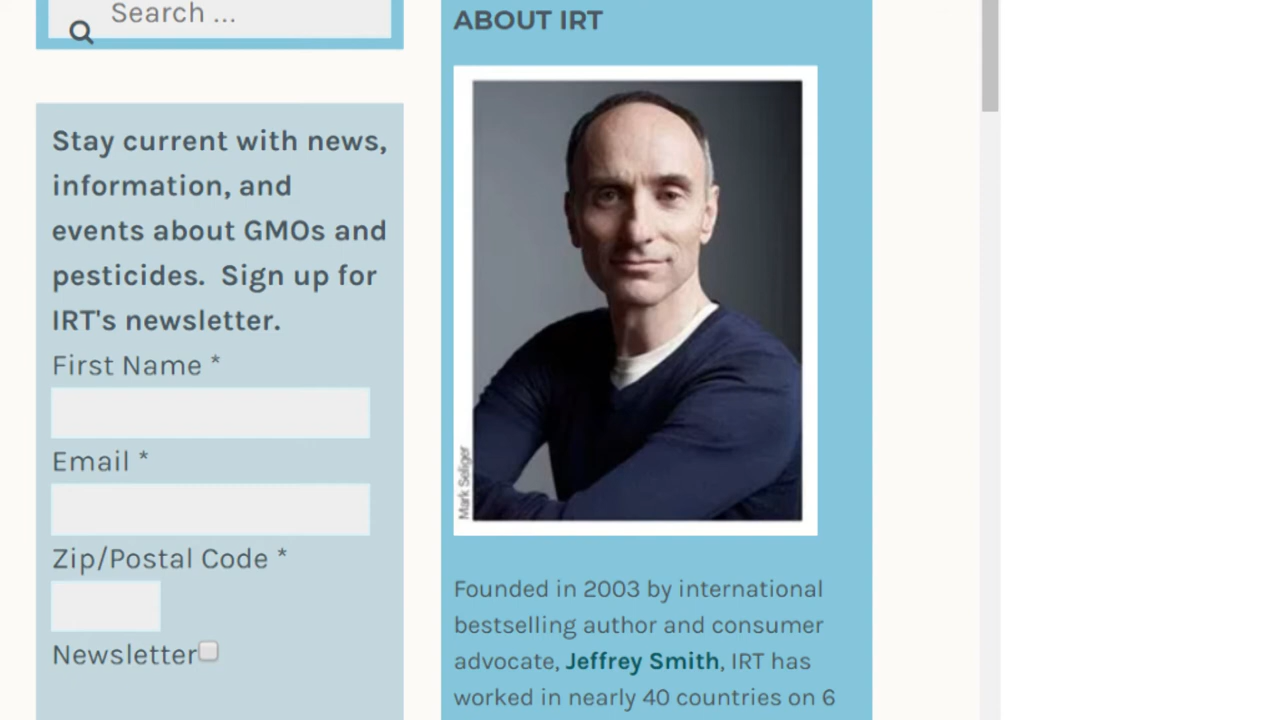 Search ...
Stay current with news,
information, and
events about GMOs and
pesticides.  Sign up for
IRT's newsletter.
First Name *
Email *
Zip/Postal Code *
Newsletter
ABOUT IRT
Mark Seliger
Founded in 2003 by international
bestselling author and consumer
advocate, Jeffrey Smith, IRT has
worked in nearly 40 countries on 6